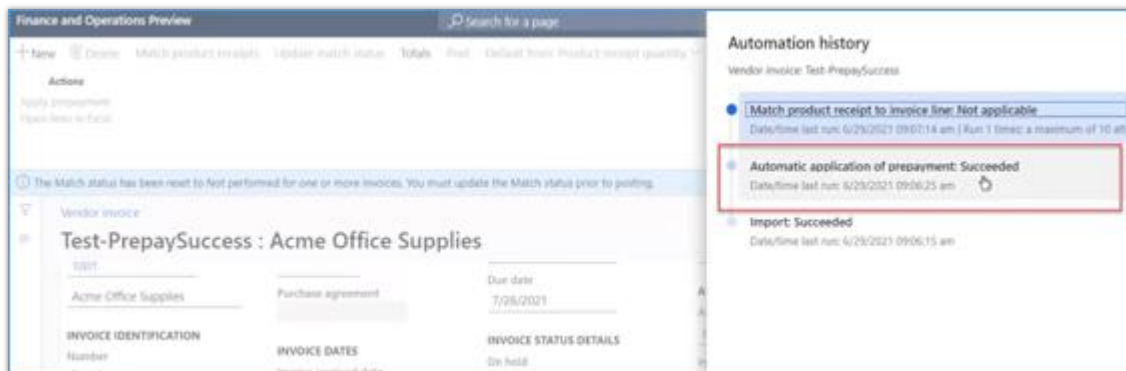 Finance and Operations Preview
Search for a page
New Delete Match product receipts Update match status Totals Post Default from: Product receipt quantity
Actions
Apply prepayment
Open lines in Excel
The Match status has been reset to Not performed for one or more invoices. You must update the Match status prior to posting.
Vendor invoice
Test-PrepaySuccess : Acme Office Supplies
1001
Acme Office Supplies
Purchase agreement
Due date
7/28/2021
INVOICE IDENTIFICATION
Number
INVOICE DATES
Invoice received date
INVOICE STATUS DETAILS
On hold
Automation history
Vendor invoice: Test-PrepaySuccess
Match product receipt to invoice line: Not applicable
Date/time last run: 6/29/2021 09:07:14 am | Run 1 times; a maximum of 10 att
Automatic application of prepayment: Succeeded
Date/time last run: 6/29/2021 09:06:25 am
Import: Succeeded
Date/time last run: 6/29/2021 09:06:15 am